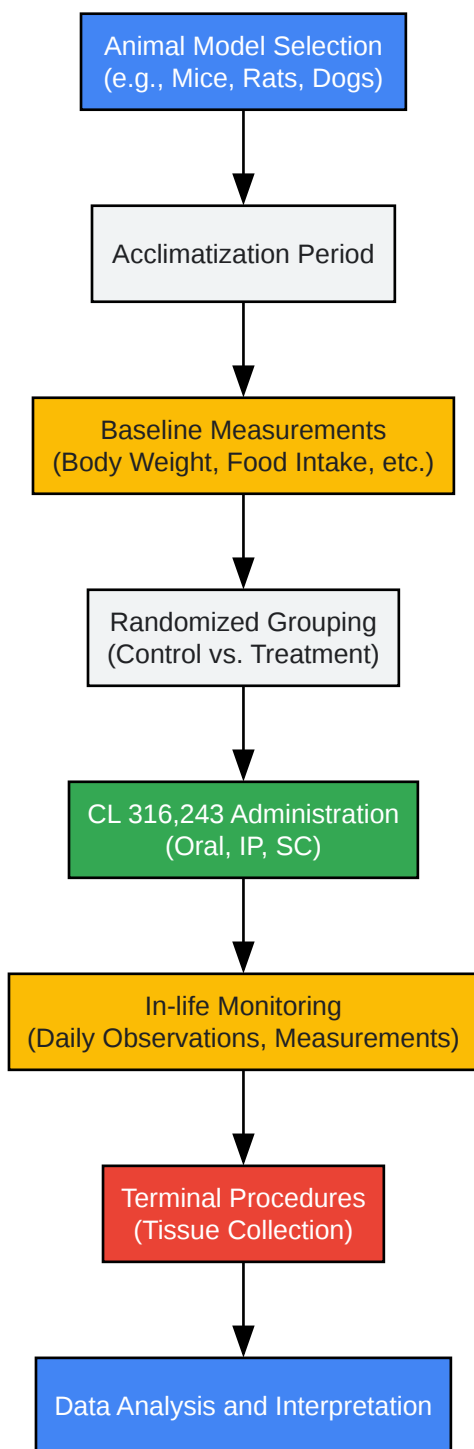 Animal Model Selection
(e.g., Mice, Rats, Dogs)
Acclimatization Period
Baseline Measurements
(Body Weight, Food Intake, etc.)
Randomized Grouping
(Control vs. Treatment)
CL 316,243 Administration
(Oral, IP, SC)
In-life Monitoring
(Daily Observations, Measurements)
Terminal Procedures
(Tissue Collection)
Data Analysis and Interpretation